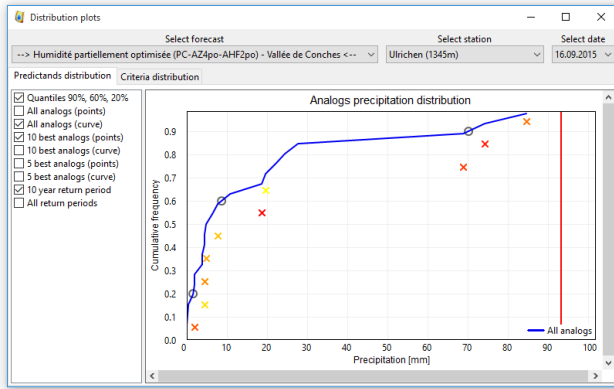 Distribution plots
Select forecast Select station Select date
--> Humidité partiellement optimisée (PC-AZ4po-AHF2po) - Vallée de Conches <-- Ulrichen (1345m) 16.09.2015
Predictands distribution Criteria distribution
Quantiles 90%, 60%, 20%
All analogs (points)
All analogs (curve)
10 best analogs (points)
10 best analogs (curve)
5 best analogs (points)
5 best analogs (curve)
10 year return period
All return periods
Analogs precipitation distribution
Cumulative frequency
0.9
0.8
0.7
0.6
0.5
0.4
0.3
0.2
0.1
0.0
All analogs
0 10 20 30 40 50 60 70 80 90 100
Precipitation [mm]